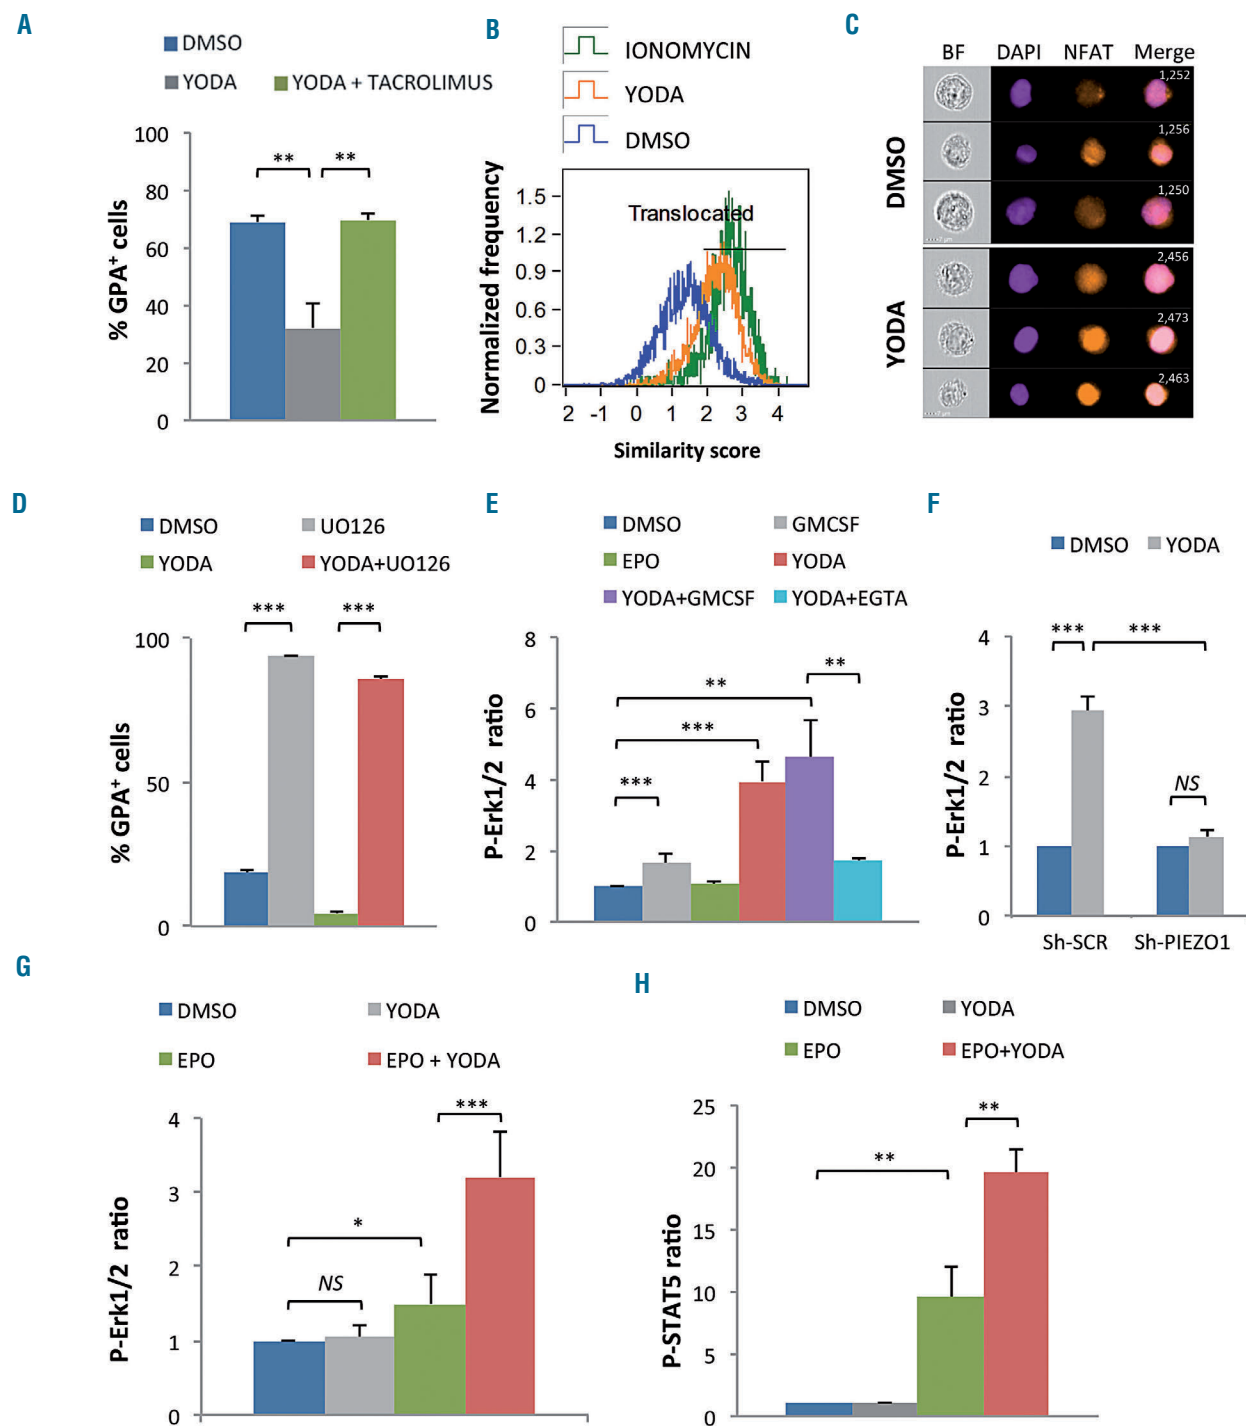 A
DMSO
YODA
YODA + TACROLIMUS
100
80
60
40
20
0
% GPA+ cells
**
**
B
IONOMYCIN
YODA
DMSO
Translocated
1.5
1.2
0.9
0.6
0.3
0
Normalized frequency
2 -1 0 1 2 3 4
Similarity score
C
BF DAPI NFAT Merge
DMSO
1,252
1,256
1,250
YODA
2,456
2,473
2,463
D
DMSO
UO126
YODA
YODA+UO126
***
***
100
50
0
% GPA+ cells
E
DMSO
GMCSF
EPO
YODA
YODA+GMCSF
YODA+EGTA
8
6
4
2
0
P-Erk1/2 ratio
**
**
***
***
F
DMSO
YODA
4
3
2
1
0
P-Erk1/2 ratio
***
***
NS
Sh-SCR
Sh-PIEZO1
G
DMSO
YODA
EPO
EPO + YODA
4
3
2
1
0
P-Erk1/2 ratio
***
*
NS
H
DMSO
YODA
EPO
EPO+YODA
25
20
15
10
5
0
P-STAT5 ratio
**
**